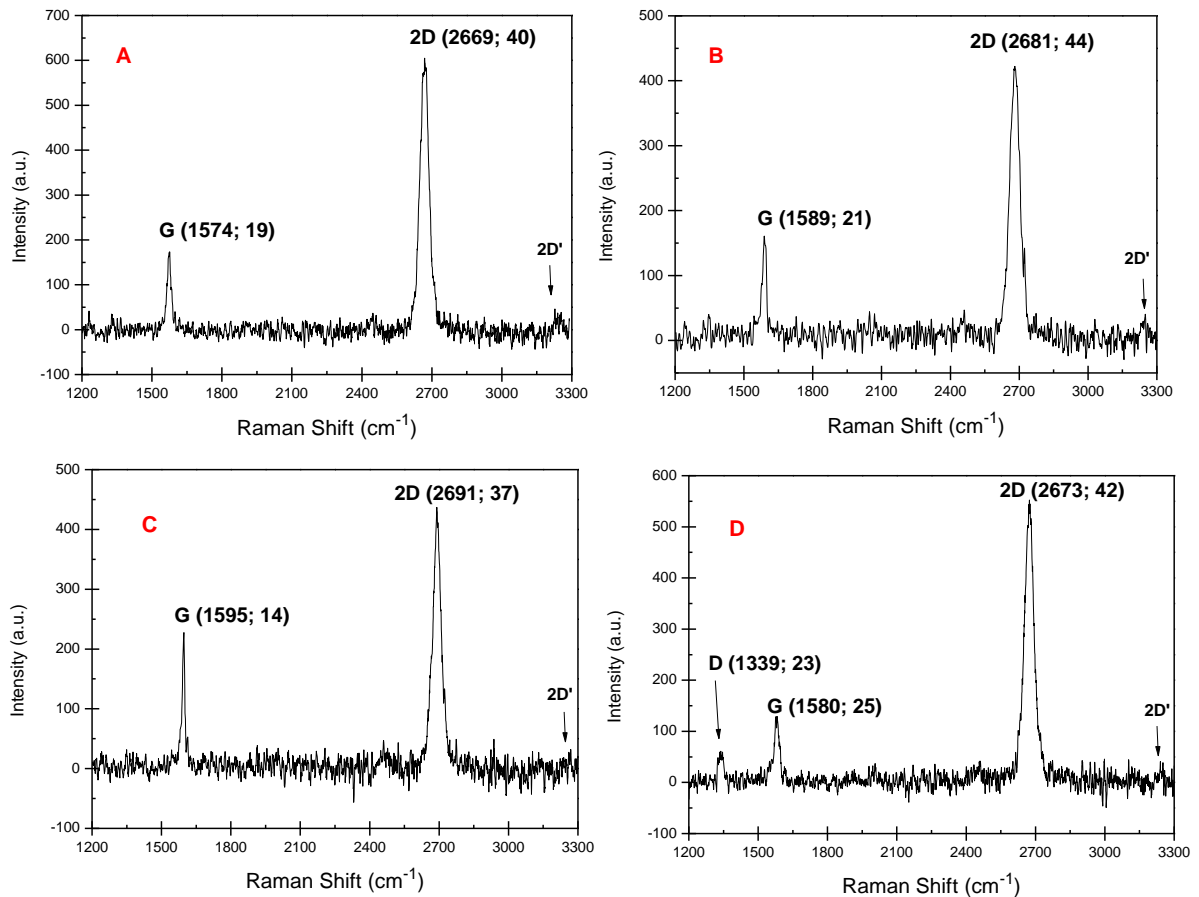 A
2D (2669; 40)
G (1574; 19)
2D'
700
600
500
400
300
200
100
0
-100
Intensity (a.u.)
1200 1500 1800 2100 2400 2700 3000 3300
Raman Shift (cm-1)
B
2D (2681; 44)
G (1589; 21)
2D'
500
400
300
200
100
0
Intensity (a.u.)
1200 1500 1800 2100 2400 2700 3000 3300
Raman Shift (cm-1)
C
2D (2691; 37)
G (1595; 14)
2D'
500
400
300
200
100
0
-100
Intensity (a.u.)
1200 1500 1800 2100 2400 2700 3000 3300
Raman Shift (cm-1)
D
2D (2673; 42)
D (1339; 23)
G (1580; 25)
2D'
600
500
400
300
200
100
0
-100
Intensity (a.u.)
1200 1500 1800 2100 2400 2700 3000 3300
Raman Shift (cm-1)